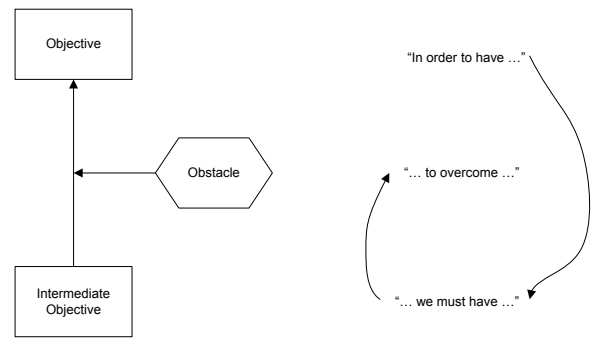 Objective
“In order to have …”
Obstacle
“… to overcome …”
Intermediate
Objective
“… we must have …”